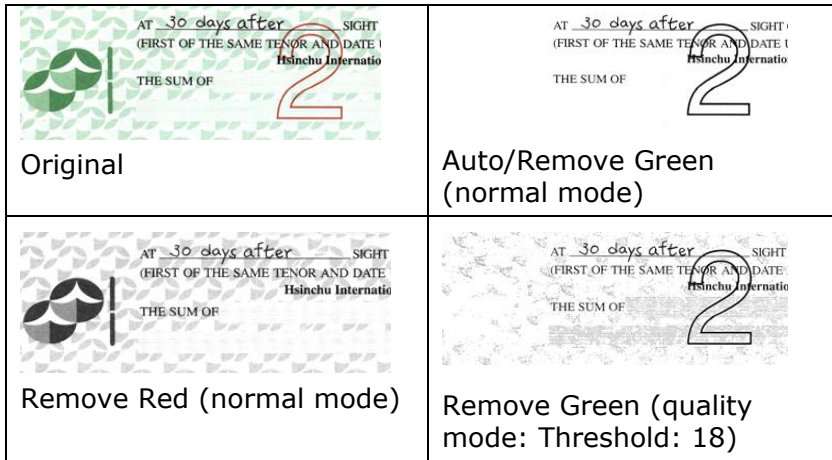 AT 30 days after SIGHT
(FIRST OF THE SAME TENOR AND DATE
Hsinchu Internatio
THE SUM OF
2
Original
AT 30 days after SIGHT
(FIRST OF THE SAME TENOR AND DATE
Hsinchu Internatio
THE SUM OF
2
Auto/Remove Green
(normal mode)
AT 30 days after SIGHT
(FIRST OF THE SAME TENOR AND DATE
Hsinchu Internatio
THE SUM OF
Remove Red (normal mode)
AT 30 days after SIGHT
(FIRST OF THE SAME TENOR AND DATE
Hsinchu Internatio
THE SUM OF
2
Remove Green (quality
mode: Threshold: 18)